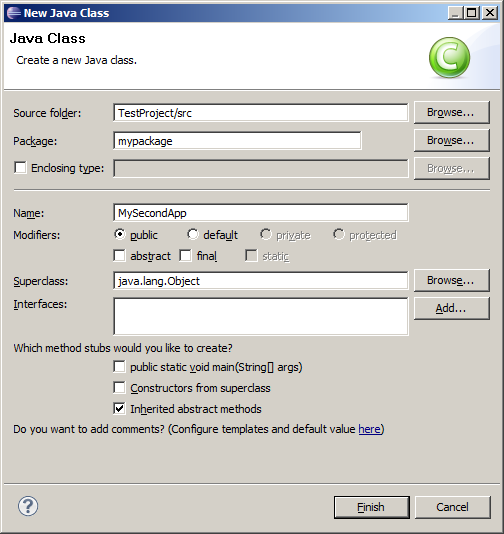 New Java Class
Java Class
Create a new Java class.
Source folder: TestProject/src Browse...
Package: mypackage Browse...
Enclosing type: Browse...
Name: MySecondApp
Modifiers: public default private protected
abstract final static
Superclass: java.lang.Object Browse...
Interfaces: Add...
Which method stubs would you like to create?
public static void main(String[] args)
Constructors from superclass
Inherited abstract methods
Do you want to add comments? (Configure templates and default value here)
? Finish Cancel